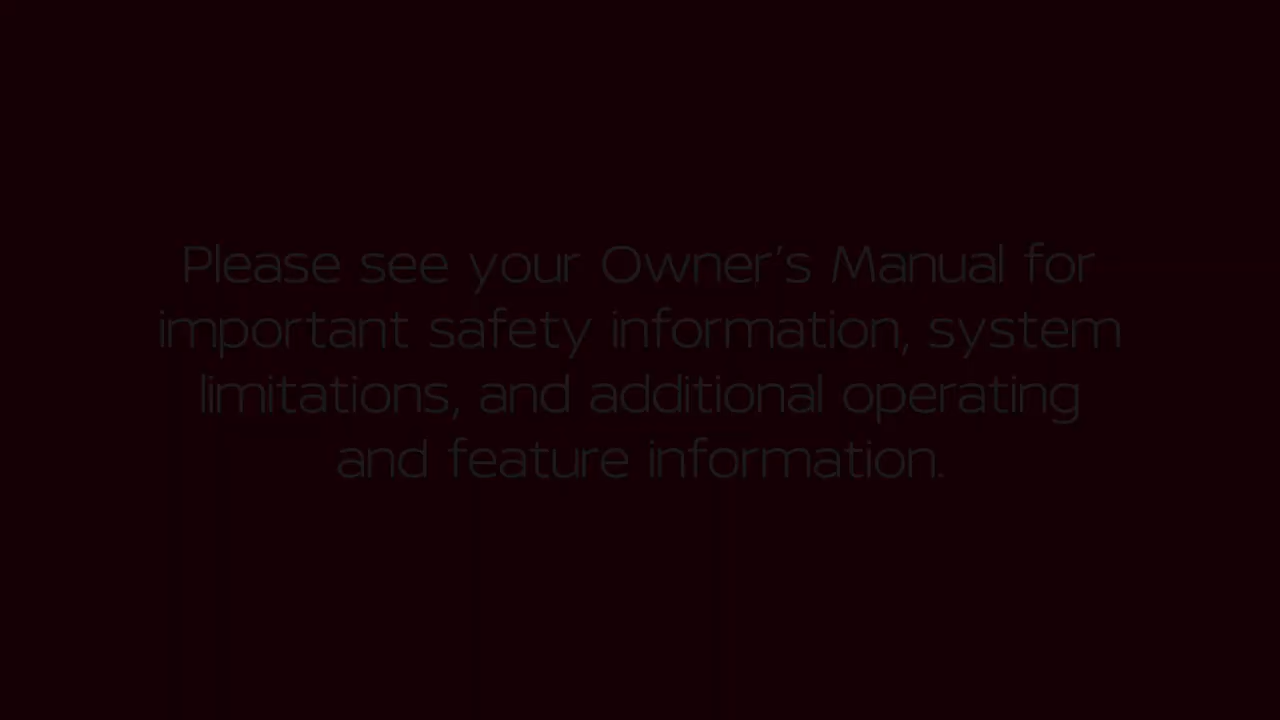 Please see your Owner’s Manual for
important safety information, system
limitations, and additional operating
and feature information.